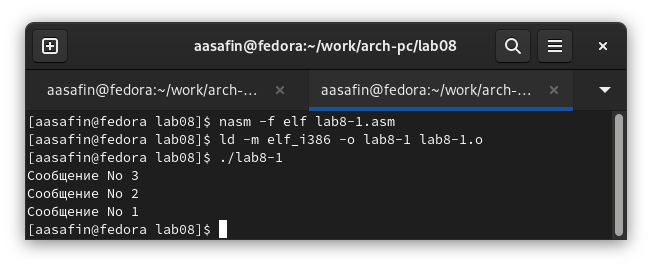 aasafin@fedora:~/work/arch-pc/lab08
aasafin@fedora:~/work/arch-... × aasafin@fedora:~/work/arch-... ×
[aasafin@fedora lab08]$ nasm -f elf lab8-1.asm
[aasafin@fedora lab08]$ ld -m elf_i386 -o lab8-1 lab8-1.o
[aasafin@fedora lab08]$ ./lab8-1
Сообщение No 3
Сообщение No 2
Сообщение No 1
[aasafin@fedora lab08]$